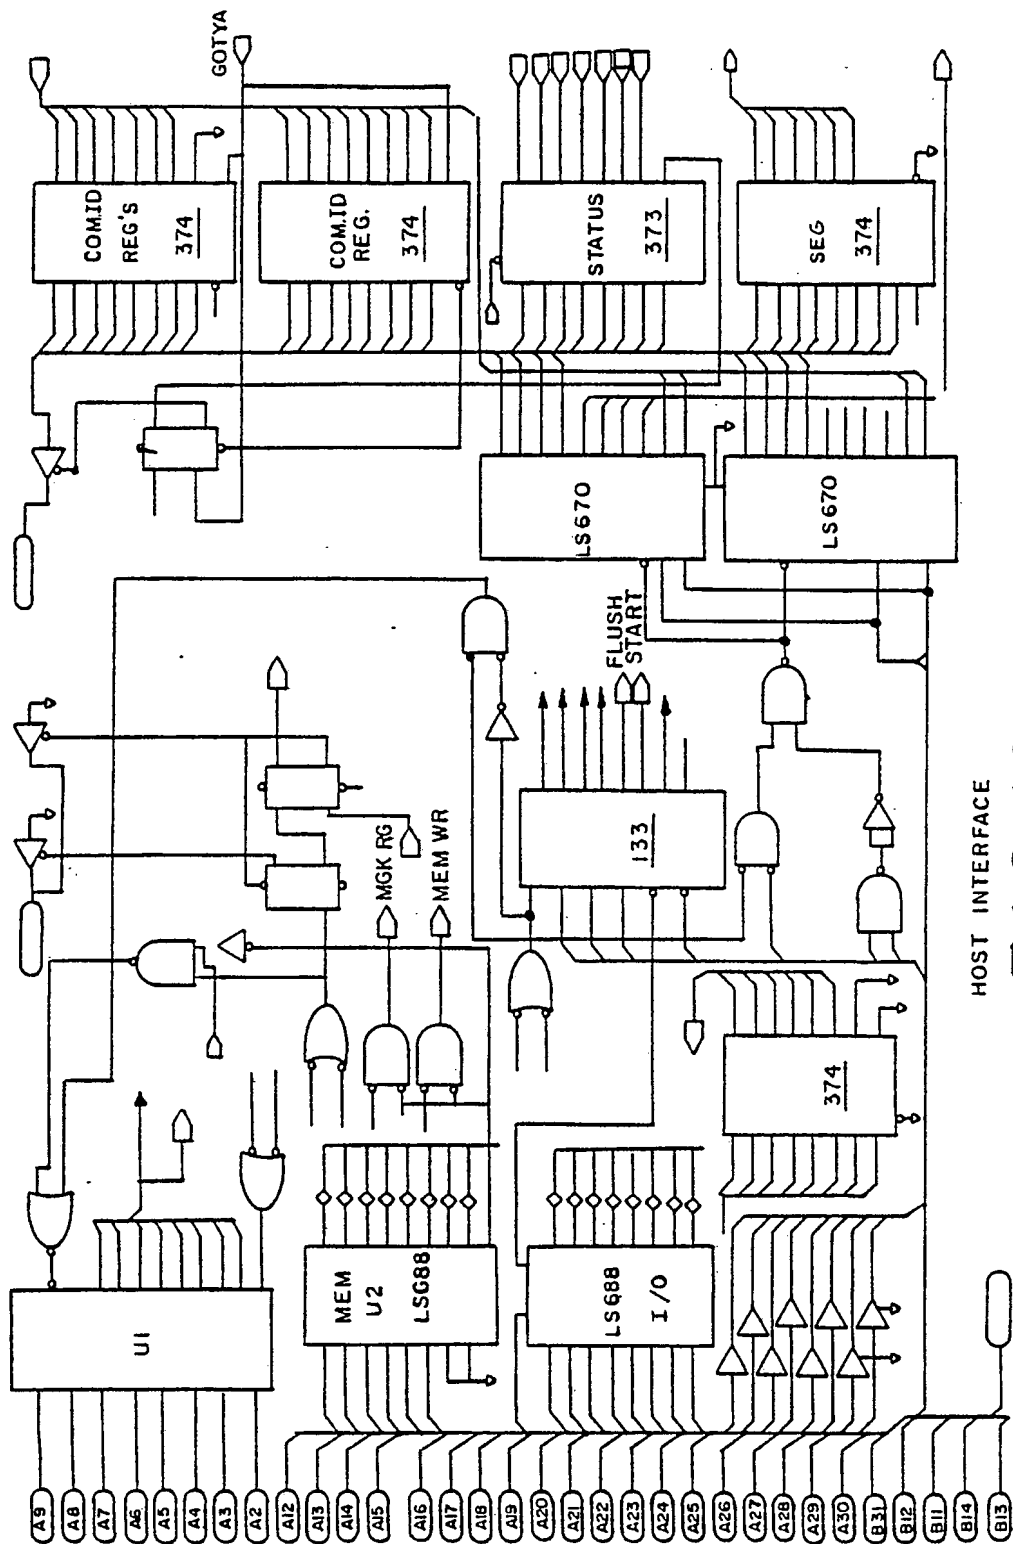 GOTYA
COM.ID
REG'S
374
COM.ID
REG.
374
STATUS
373
SEG
374
LS670
LS670
FLUSH
START
MGK RG
MEM WR
133
374
U1
MEM
U2
LS688
LS688
I/O
A9
A8
A7
A6
A5
A4
A3
A2
A12
A13
A14
A15
A16
A17
A18
A19
A20
A21
A22
A23
A24
A25
A26
A27
A28
A29
A30
B31
B12
B11
B14
B13
HOST INTERFACE